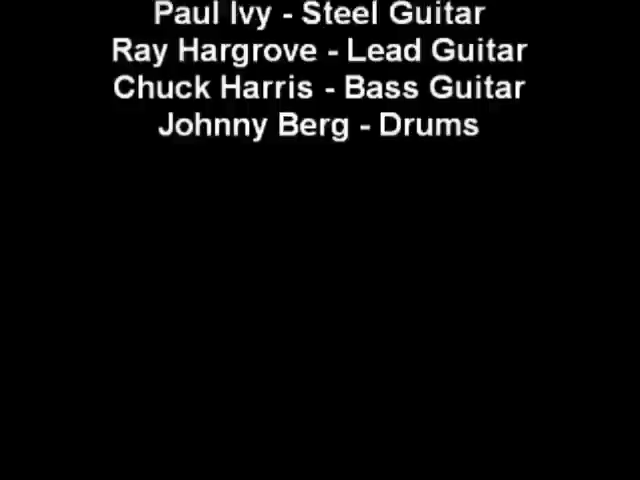 Paul Ivy - Steel Guitar
Ray Hargrove - Lead Guitar
Chuck Harris - Bass Guitar
Johnny Berg - Drums